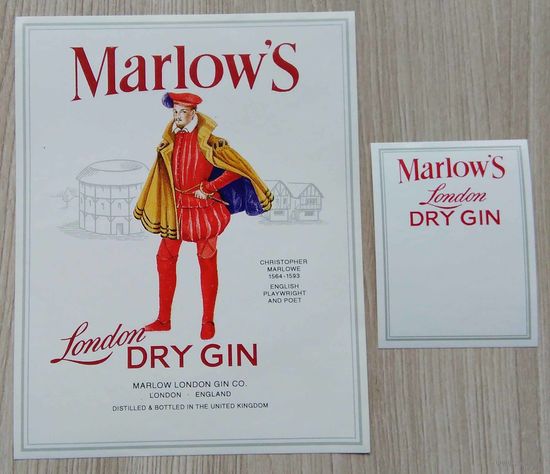 MARLOW'S
CHRISTOPHER
MARLOWE
1564-1593
ENGLISH
PLAYWRIGHT
AND POET
London
DRY GIN
MARLOW LONDON GIN CO.
LONDON · ENGLAND
DISTILLED & BOTTLED IN THE UNITED KINGDOM
MARLOW'S
London
DRY GIN